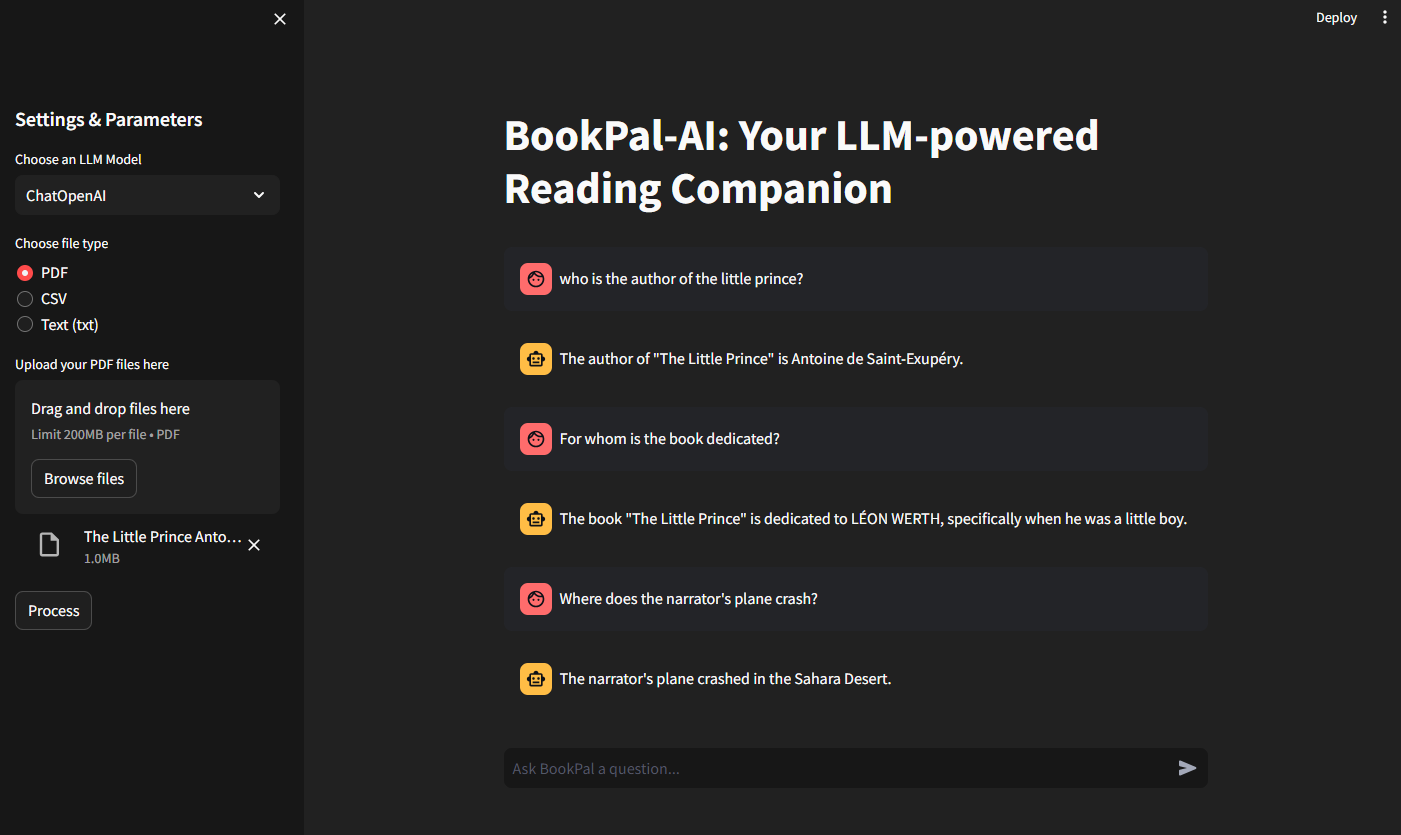 Deploy
Settings & Parameters
Choose an LLM Model
ChatOpenAI
Choose file type
PDF
CSV
Text (txt)
Upload your PDF files here
Drag and drop files here
Limit 200MB per file • PDF
Browse files
The Little Prince Anto...
1.0MB
Process
BookPal-AI: Your LLM-powered
Reading Companion
who is the author of the little prince?
The author of "The Little Prince" is Antoine de Saint-Exupéry.
For whom is the book dedicated?
The book "The Little Prince" is dedicated to LÉON WERTH, specifically when he was a little boy.
Where does the narrator's plane crash?
The narrator's plane crashed in the Sahara Desert.
Ask BookPal a question...